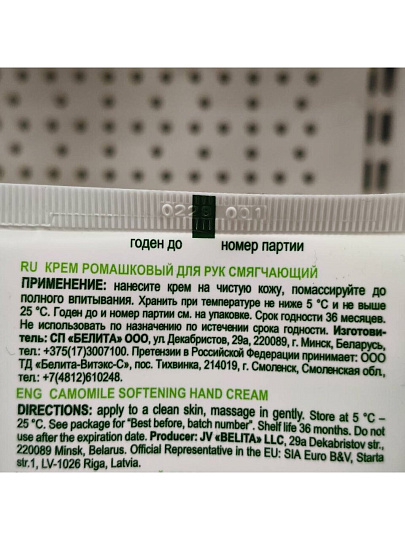 0228 001
годен до номер партии
RU КРЕМ РОМАШКОВЫЙ ДЛЯ РУК СМЯГЧАЮЩИЙ
ПРИМЕНЕНИЕ: нанесите крем на чистую кожу, помассируйте до
полного впитывания. Хранить при температуре не ниже 5 °С и не выше
25 °С. Годен до и номер партии см. на упаковке. Срок годности 36 месяцев.
Не использовать по назначению по истечении срока годности. Изготови-
тель: СП «БЕЛИТА» ООО, ул. Декабристов, 29а, 220089, г. Минск, Беларусь,
тел.: +375(17)3007100. Претензии в Российской Федерации принимает: ООО
ТД «Белита-Витэкс-С», пос. Тихвинка, 214019, г. Смоленск, Смоленская обл.,
тел.: +7(4812)610248.
ENG CAMOMILE SOFTENING HAND CREAM
DIRECTIONS: apply to a clean skin, massage in gently. Store at 5 °C –
25 °C. See package for "Best before, batch number". Shelf life 36 months. Do not
use after the expiration date. Producer: JV «BELITA» LLC, 29a Dekabristov str.,
220089 Minsk, Belarus. Official Representative in the EU: SIA Euro B&V, Starta
str.1, LV-1026 Riga, Latvia.